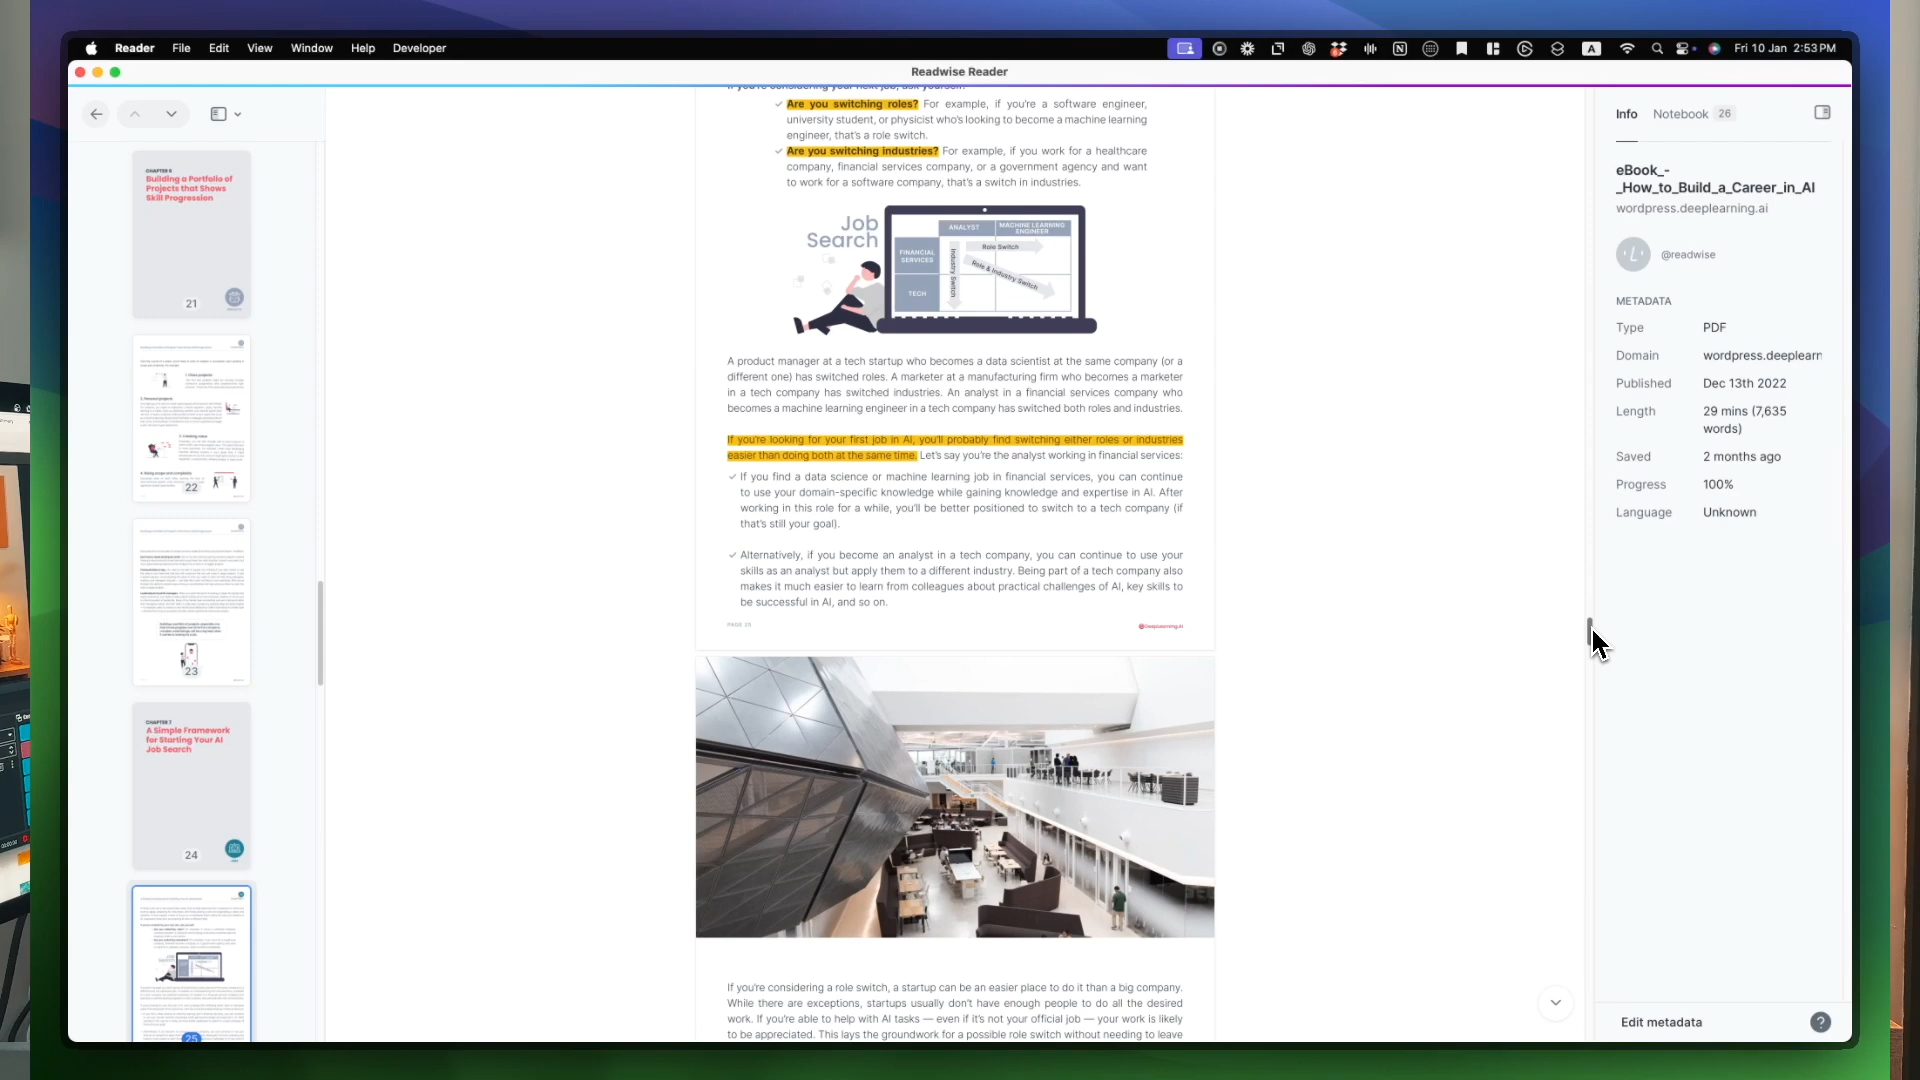 Reader File Edit View Window Help Developer
A
Fri 10 Jan 2:53 PM
Readwise Reader
CHAPTER 6
Building a Portfolio of
Projects that Shows
Skill Progression
21
22
23
CHAPTER 7
A Simple Framework
for Starting Your AI
Job Search
24
25
If you're considering your next job, ask yourself:
✓ Are you switching roles? For example, if you're a software engineer,
university student, or physicist who's looking to become a machine learning
engineer, that's a role switch.
✓ Are you switching industries? For example, if you work for a healthcare
company, financial services company, or a government agency and want
to work for a software company, that's a switch in industries.
Job
Search
ANALYST
MACHINE LEARNING
ENGINEER
FINANCIAL
SERVICES
TECH
Role Switch
Industry Switch
Role & Industry Switch
A product manager at a tech startup who becomes a data scientist at the same company (or a
different one) has switched roles. A marketer at a manufacturing firm who becomes a marketer
in a tech company has switched industries. An analyst in a financial services company who
becomes a machine learning engineer in a tech company has switched both roles and industries.
If you're looking for your first job in AI, you'll probably find switching either roles or industries
easier than doing both at the same time. Let's say you're the analyst working in financial services:
✓ If you find a data science or machine learning job in financial services, you can continue
to use your domain-specific knowledge while gaining knowledge and expertise in AI. After
working in this role for a while, you'll be better positioned to switch to a tech company (if
that's still your goal).
✓ Alternatively, if you become an analyst in a tech company, you can continue to use your
skills as an analyst but apply them to a different industry. Being part of a tech company also
makes it much easier to learn from colleagues about practical challenges of AI, key skills to
be successful in AI, and so on.
PAGE 25
DeepLearning.AI
If you're considering a role switch, a startup can be an easier place to do it than a big company.
While there are exceptions, startups usually don't have enough people to do all the desired
work. If you're able to help with AI tasks — even if it's not your official job — your work is likely
to be appreciated. This lays the groundwork for a possible role switch without needing to leave
Info Notebook 26
eBook_-
_How_to_Build_a_Career_in_AI
wordpress.deeplearning.ai
@readwise
METADATA
Type PDF
Domain wordpress.deeplearn
Published Dec 13th 2022
Length 29 mins (7,635
words)
Saved 2 months ago
Progress 100%
Language Unknown
Edit metadata
?